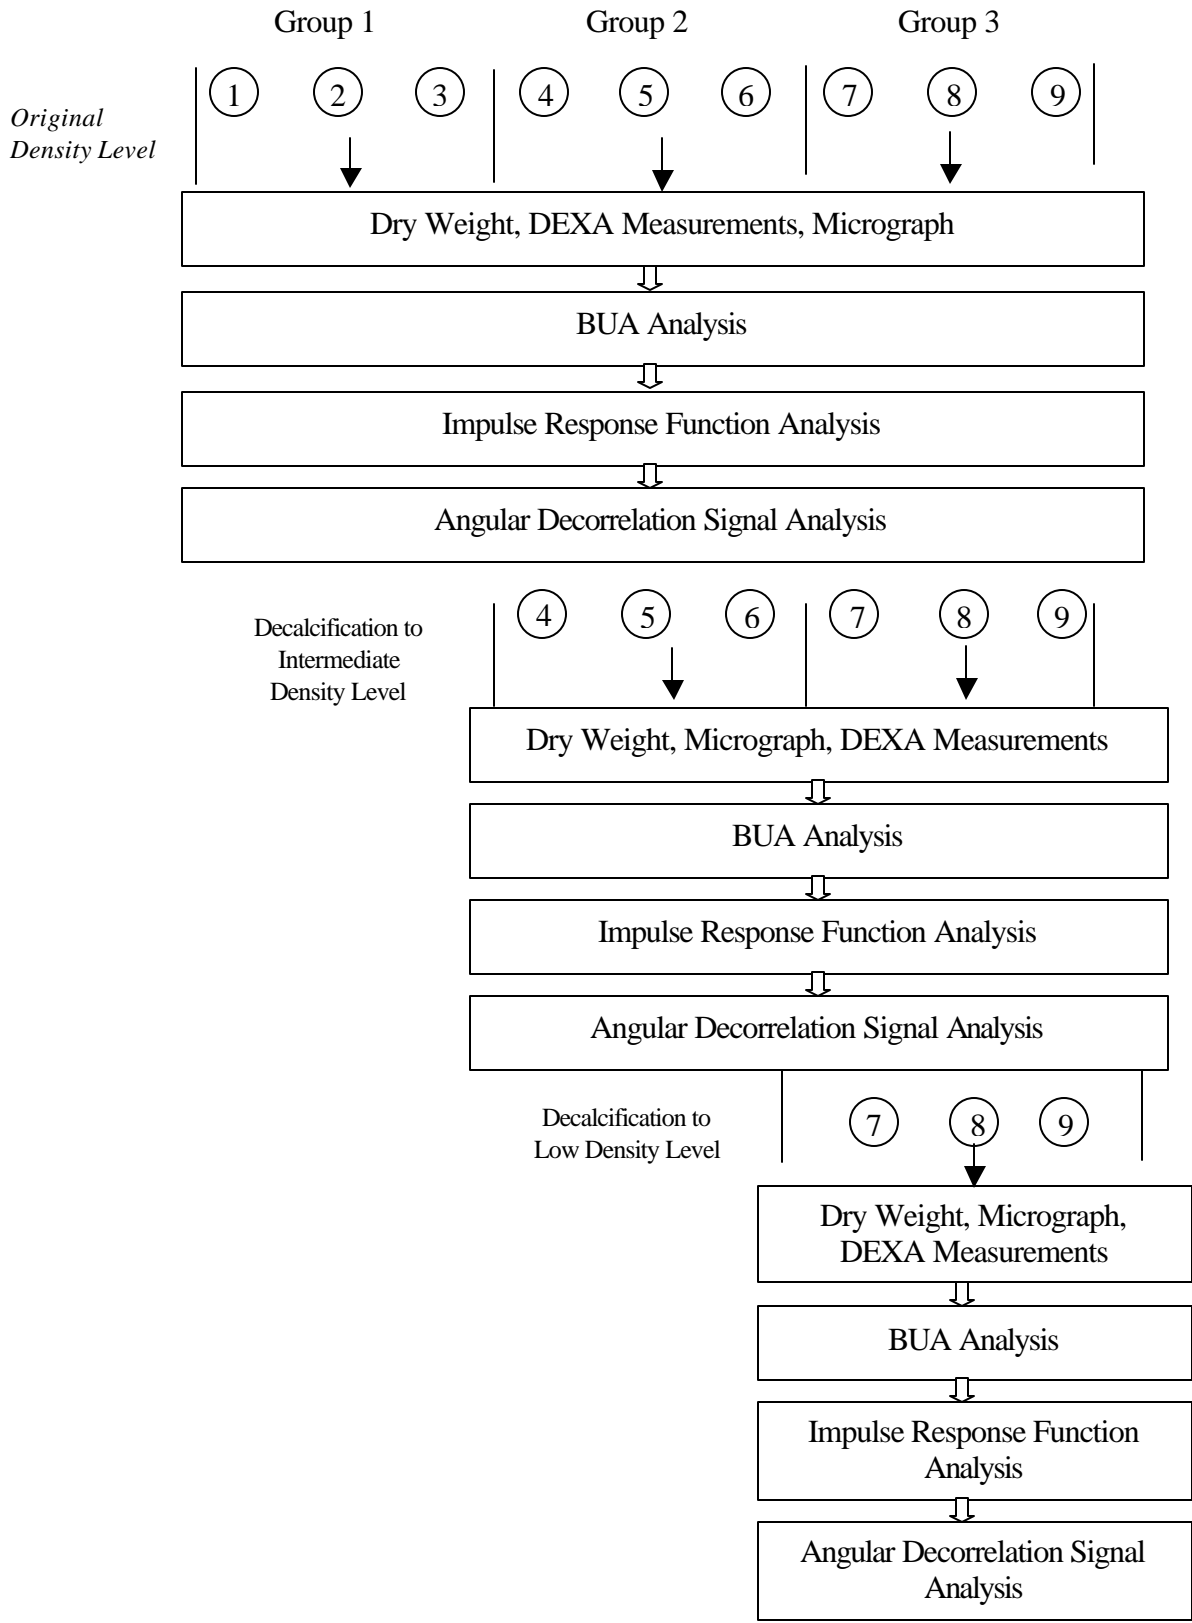 Group 1 Group 2 Group 3
1 2 3 4 5 6 7 8 9
Original
Density Level
Dry Weight, DEXA Measurements, Micrograph
BUA Analysis
Impulse Response Function Analysis
Angular Decorrelation Signal Analysis
4 5 6 7 8 9
Decalcification to
Intermediate
Density Level
Dry Weight, Micrograph, DEXA Measurements
BUA Analysis
Impulse Response Function Analysis
Angular Decorrelation Signal Analysis
Decalcification to
Low Density Level
7 8 9
Dry Weight, Micrograph,
DEXA Measurements
BUA Analysis
Impulse Response Function
Analysis
Angular Decorrelation Signal
Analysis